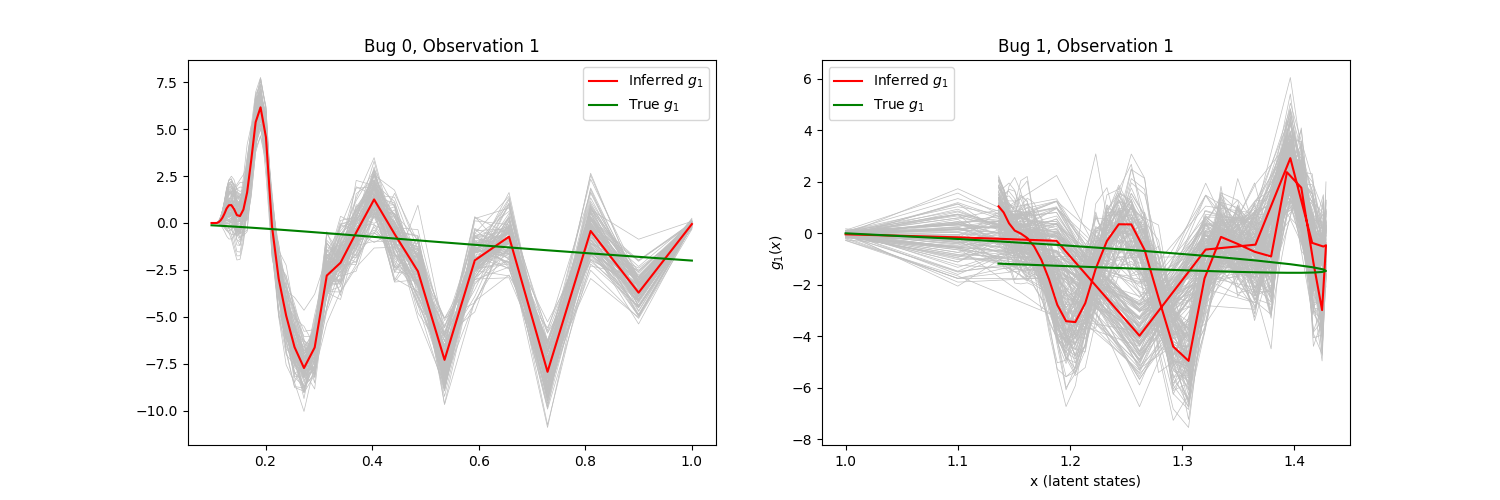 Bug 0, Observation 1
Inferred g₁
True g₁
7.5
5.0
2.5
0.0
−2.5
−5.0
−7.5
−10.0
0.2 0.4 0.6 0.8 1.0
Bug 1, Observation 1
Inferred g₁
True g₁
g₁(x)
6
4
2
0
−2
−4
−6
−8
1.0 1.1 1.2 1.3 1.4
x (latent states)